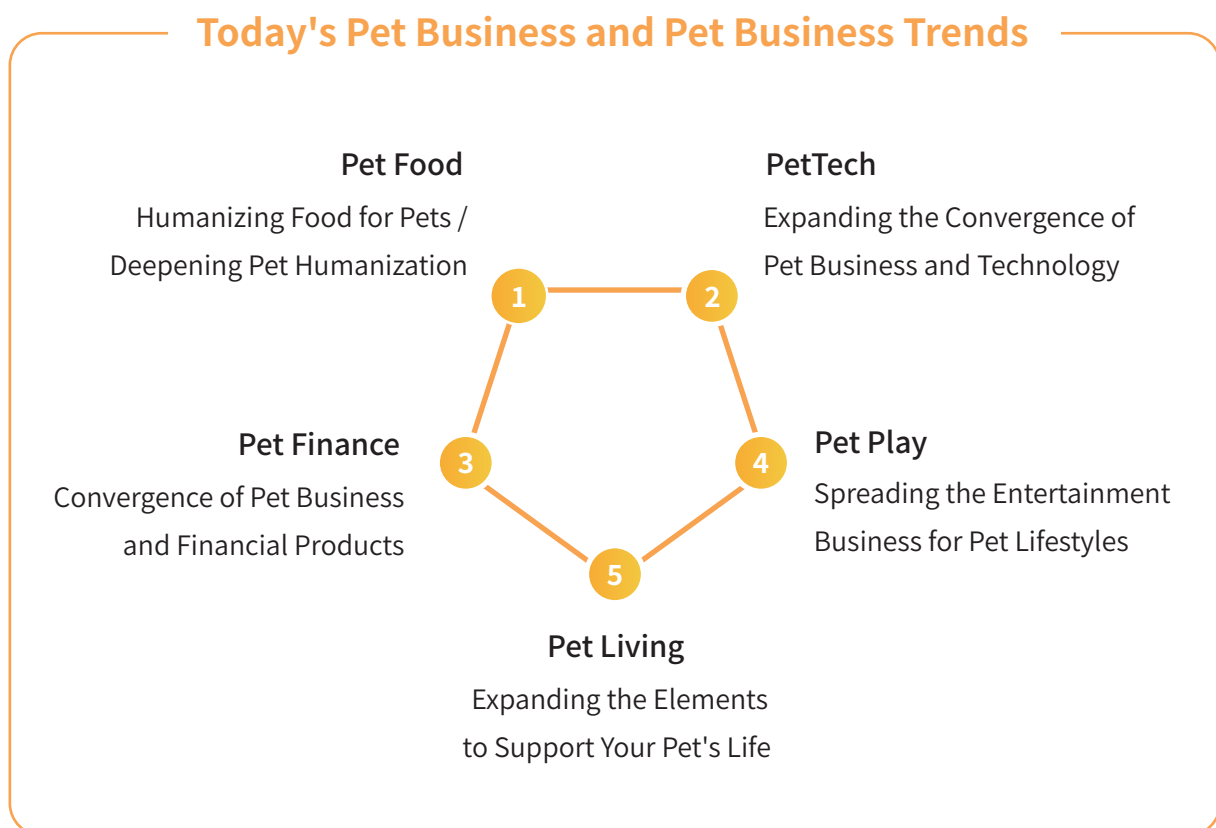 Today's Pet Business and Pet Business Trends
Pet Food
Humanizing Food for Pets /
Deepening Pet Humanization
1
PetTech
Expanding the Convergence of
Pet Business and Technology
2
Pet Finance
Convergence of Pet Business
and Financial Products
3
Pet Play
Spreading the Entertainment
Business for Pet Lifestyles
4
5
Pet Living
Expanding the Elements
to Support Your Pet's Life